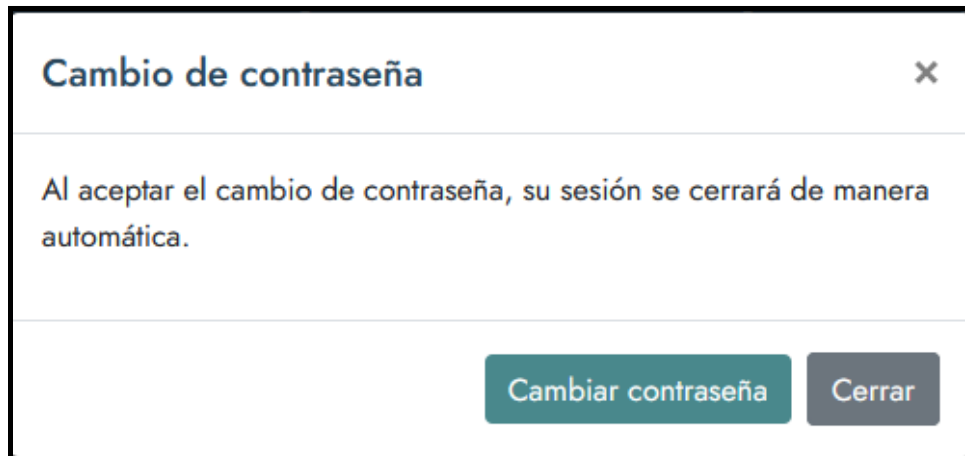 Cambio de contraseña ×
Al aceptar el cambio de contraseña, su sesión se cerrará de manera
automática.
Cambiar contraseña Cerrar